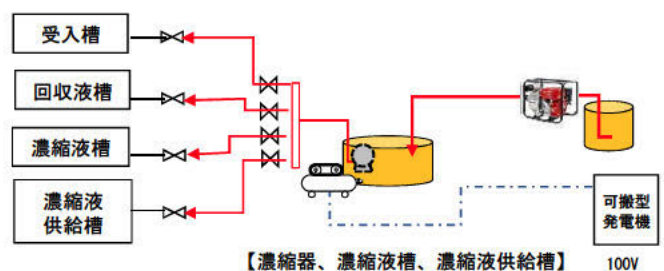 受入槽
回収液槽
濃縮液槽
濃縮液
供給槽
可搬型
発電機
【濃縮器、濃縮液槽、濃縮液供給槽】
100V